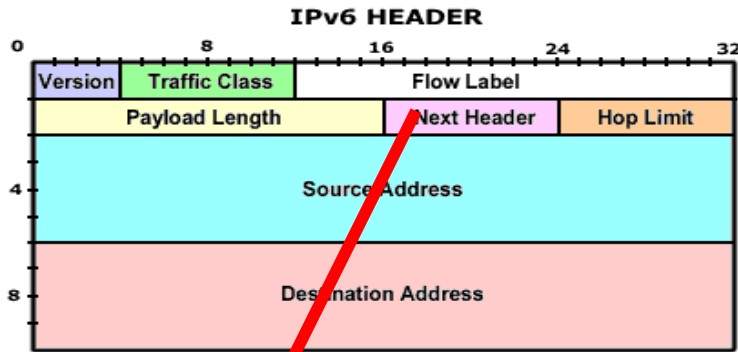 IPv6 HEADER
0 8 16 24 32
Version Traffic Class Flow Label
Payload Length Next Header Hop Limit
4 Source Address
8 Destination Address